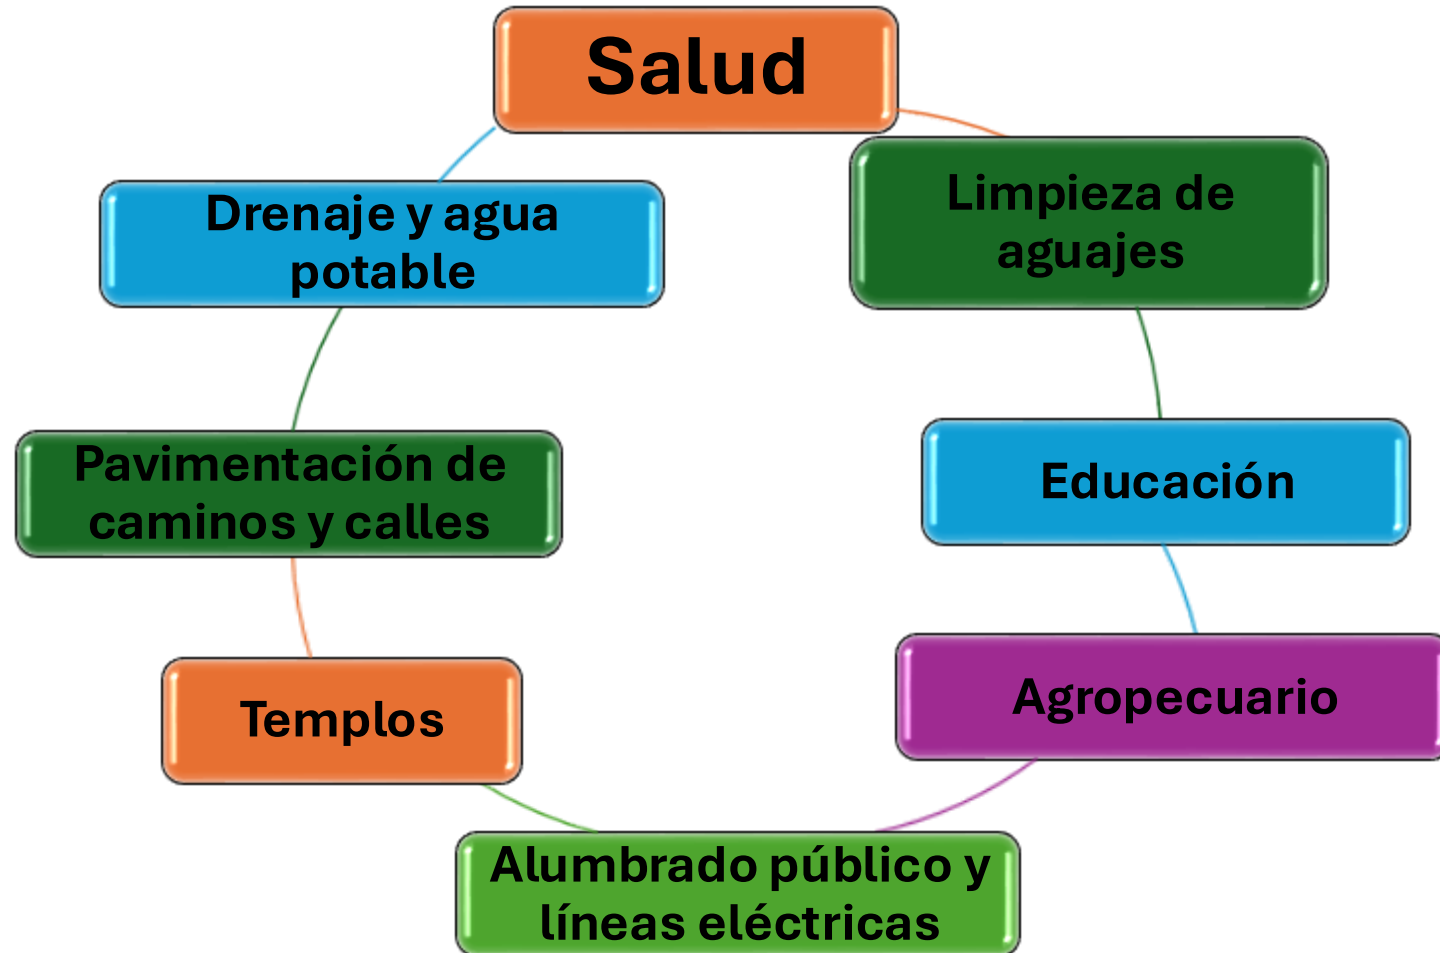 Salud
Limpieza de
aguajes
Drenaje y agua
potable
Pavimentación de
caminos y calles
Educación
Templos
Agropecuario
Alumbrado público y
líneas eléctricas